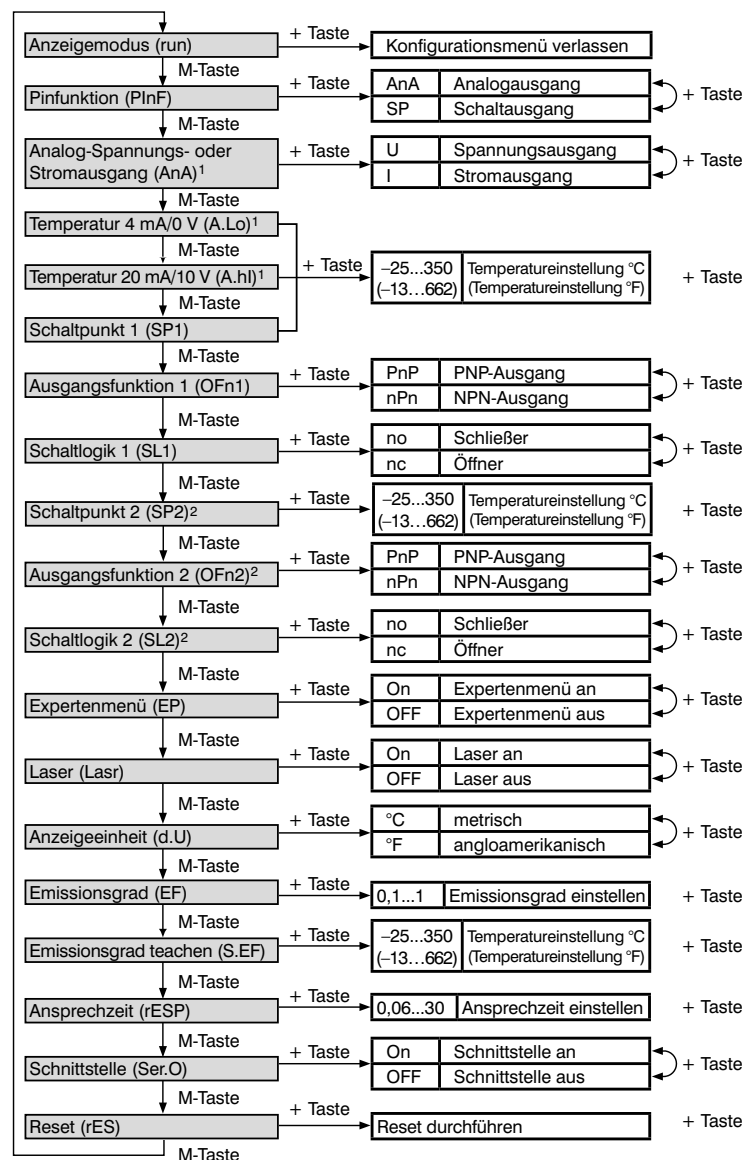 Anzeigemodus (run)
+ Taste
Konfigurationsmenü verlassen
M-Taste
Pinfunktion (PInF)
+ Taste
AnA Analogausgang
SP Schaltausgang
+ Taste
M-Taste
Analog-Spannungs- oder
Stromausgang (AnA)¹
+ Taste
U Spannungsausgang
I Stromausgang
+ Taste
M-Taste
Temperatur 4 mA/0 V (A.Lo)¹
M-Taste
Temperatur 20 mA/10 V (A.hI)¹
+ Taste
–25...350 Temperatureinstellung °C
(–13…662) (Temperatureinstellung °F)
+ Taste
M-Taste
Schaltpunkt 1 (SP1)
M-Taste
Ausgangsfunktion 1 (OFn1)
+ Taste
PnP PNP-Ausgang
nPn NPN-Ausgang
+ Taste
M-Taste
Schaltlogik 1 (SL1)
+ Taste
no Schließer
nc Öffner
+ Taste
M-Taste
Schaltpunkt 2 (SP2)²
+ Taste
–25...350 Temperatureinstellung °C
(–13…662) (Temperatureinstellung °F)
+ Taste
M-Taste
Ausgangsfunktion 2 (OFn2)²
+ Taste
PnP PNP-Ausgang
nPn NPN-Ausgang
+ Taste
M-Taste
Schaltlogik 2 (SL2)²
+ Taste
no Schließer
nc Öffner
+ Taste
M-Taste
Expertenmenü (EP)
+ Taste
On Expertenmenü an
OFF Expertenmenü aus
+ Taste
M-Taste
Laser (Lasr)
+ Taste
On Laser an
OFF Laser aus
+ Taste
M-Taste
Anzeigeeinheit (d.U)
+ Taste
°C metrisch
°F angloamerikanisch
+ Taste
M-Taste
Emissionsgrad (EF)
+ Taste
0,1...1 Emissionsgrad einstellen
+ Taste
M-Taste
Emissionsgrad teachen (S.EF)
+ Taste
–25...350 Temperatureinstellung °C
(–13…662) (Temperatureinstellung °F)
+ Taste
M-Taste
Ansprechzeit (rESP)
+ Taste
0,06...30 Ansprechzeit einstellen
+ Taste
M-Taste
Schnittstelle (Ser.O)
+ Taste
On Schnittstelle an
OFF Schnittstelle aus
+ Taste
M-Taste
Reset (rES)
+ Taste
Reset durchführen
+ Taste
M-Taste